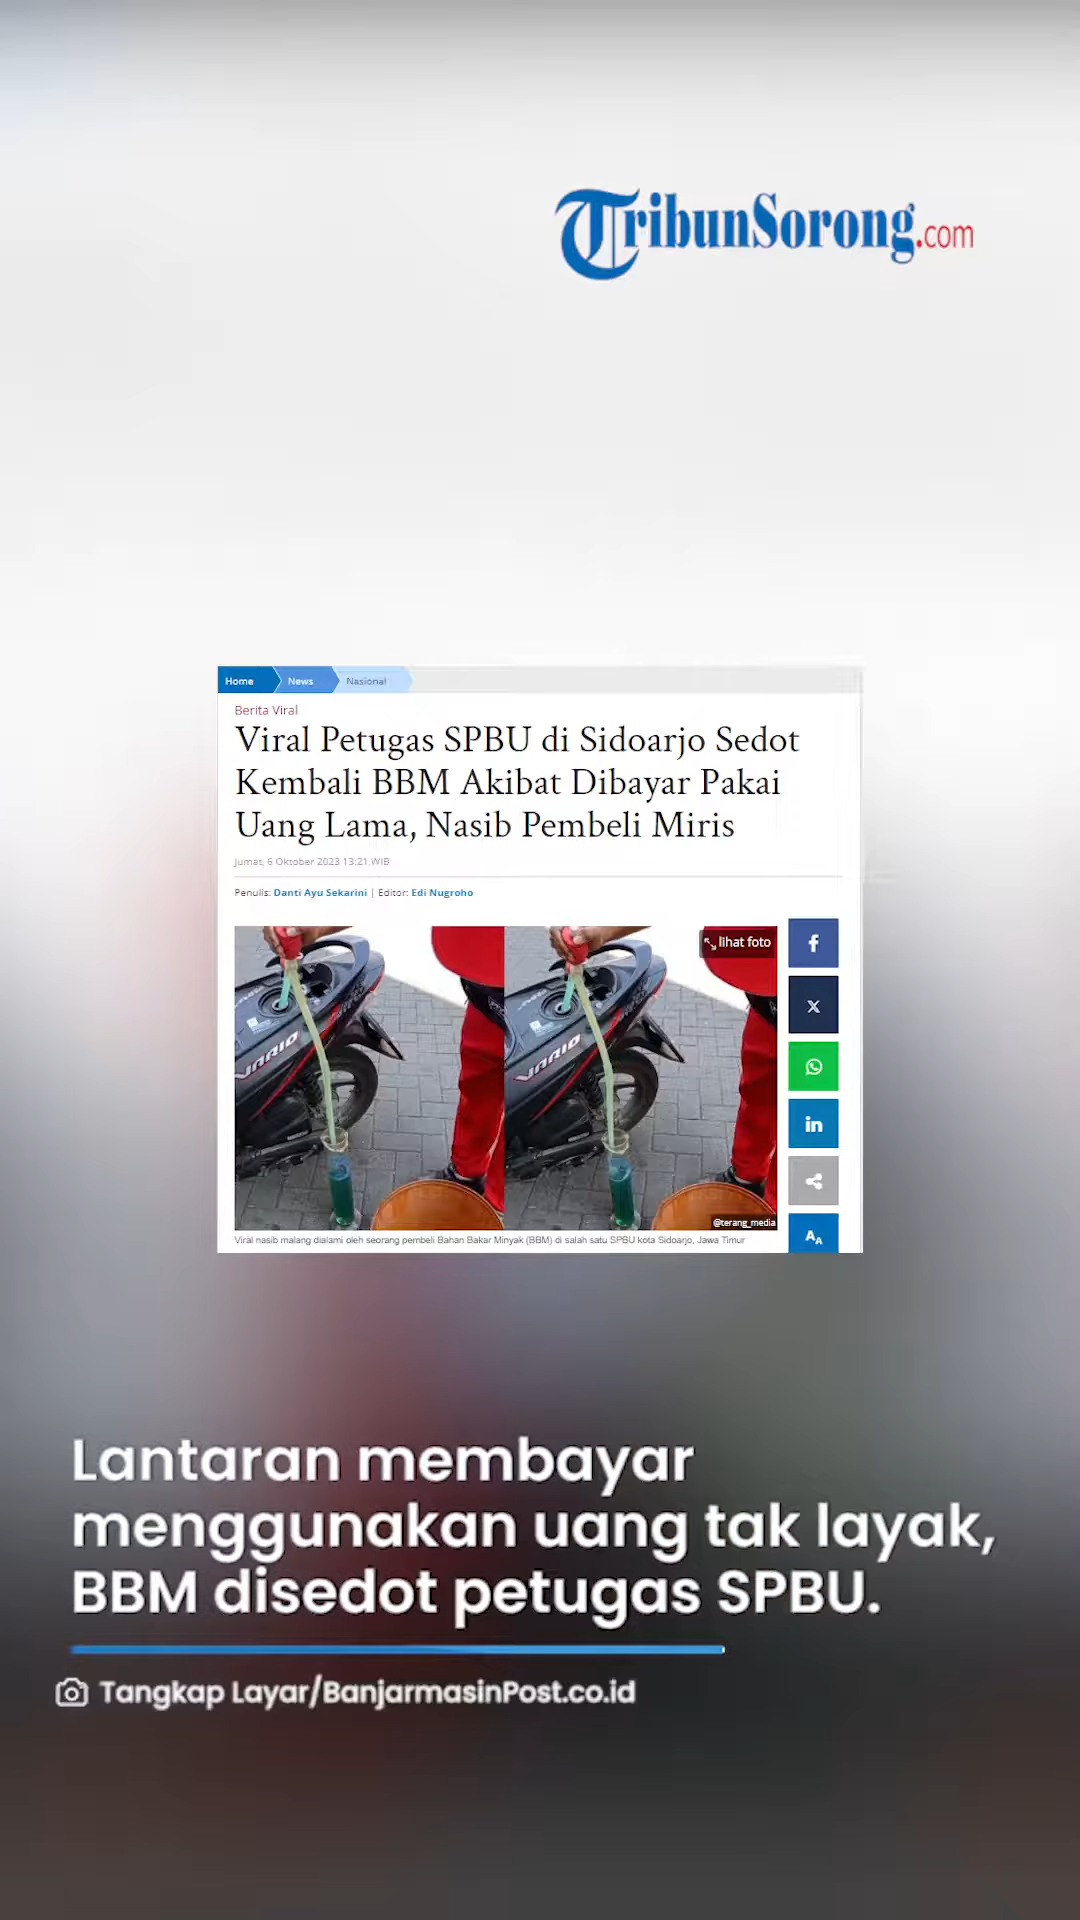 TribunSorong.com
Home News Nasional
Berita Viral
Viral Petugas SPBU di Sidoarjo Sedot
Kembali BBM Akibat Dibayar Pakai
Uang Lama, Nasib Pembeli Miris
Jumat, 6 Oktober 2023 13:21 WIB
Penulis: Danti Ayu Sekarini | Editor: Edi Nugroho
lihat foto
VARIO
VARIO
@terang_media
Viral nasib malang dialami oleh seorang pembeli Bahan Bakar Minyak (BBM) di salah satu SPBU kota Sidoarjo, Jawa Timur
Lantaran membayar
menggunakan uang tak layak,
BBM disedot petugas SPBU.
Tangkap Layar/BanjarmasinPost.co.id